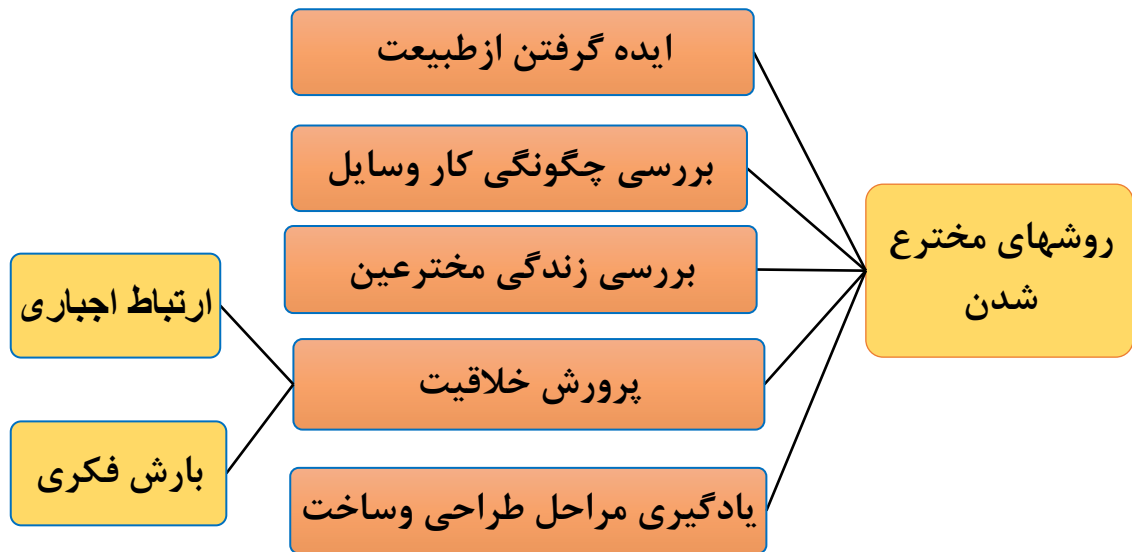 روشهای مخترع
شدن
ایده گرفتن ازطبیعت
بررسی چگونگی کار وسایل
بررسی زندگی مخترعین
پرورش خلاقیت
یادگیری مراحل طراحی وساخت
ارتباط اجباری
بارش فکری